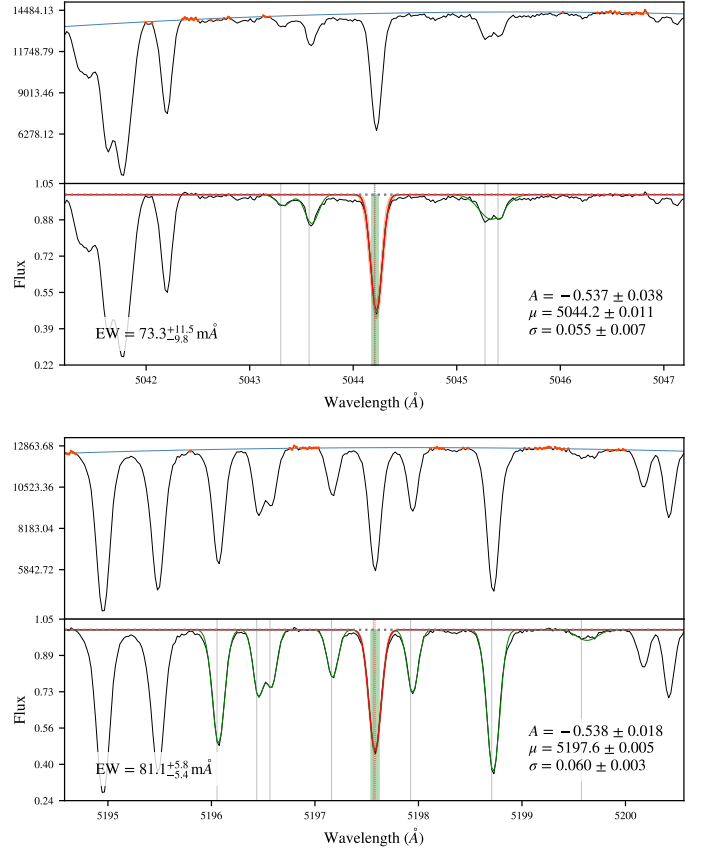 14484.13
11748.79
9013.46
6278.12
1.05
0.88
0.72
0.55
0.39
0.22
Flux
EW = 73.3 +11.5 −9.8 mÅ
A = −0.537 ± 0.038
μ = 5044.2 ± 0.011
σ = 0.055 ± 0.007
5042 5043 5044 5045 5046 5047
Wavelength (Å)
12863.68
10523.36
8183.04
5842.72
1.05
0.89
0.73
0.56
0.40
0.24
Flux
EW = 81.1 +5.8 −5.4 mÅ
A = −0.538 ± 0.018
μ = 5197.6 ± 0.005
σ = 0.060 ± 0.003
5195 5196 5197 5198 5199 5200
Wavelength (Å)